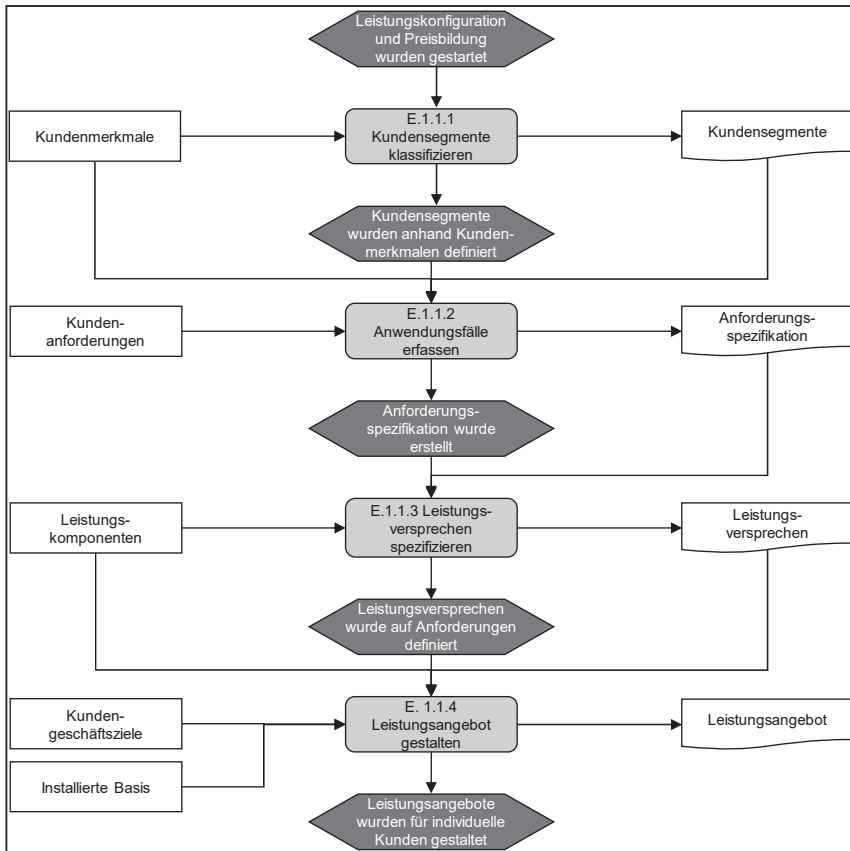 Leistungskonfiguration
und Preisbildung
wurden gestartet
Kundenmerkmale
E.1.1.1
Kundensegmente
klassifizieren
Kundensegmente
Kundensegmente
wurden anhand Kunden-
merkmalen definiert
Kunden-
anforderungen
E.1.1.2
Anwendungsfälle
erfassen
Anforderungs-
spezifikation
Anforderungs-
spezifikation wurde
erstellt
Leistungs-
komponenten
E.1.1.3 Leistungs-
versprechen
spezifizieren
Leistungs-
versprechen
Leistungsversprechen
wurde auf Anforderungen
definiert
Kunden-
geschäftsziele
E. 1.1.4
Leistungsangebot
gestalten
Leistungsangebot
Installierte Basis
Leistungsangebote
wurden für individuelle
Kunden gestaltet